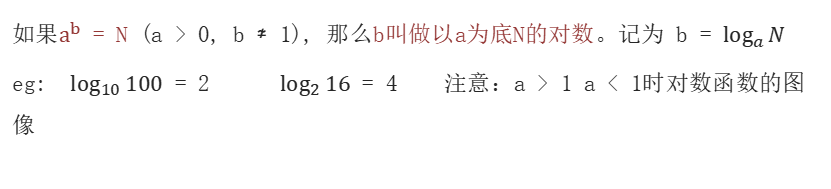 如果aᵇ = N (a > 0, b ≠ 1), 那么b叫做以a为底N的对数。记为 b = logₐ N
eg: log₁₀ 100 = 2 log₂ 16 = 4 注意：a > 1 a < 1时对数函数的图
像